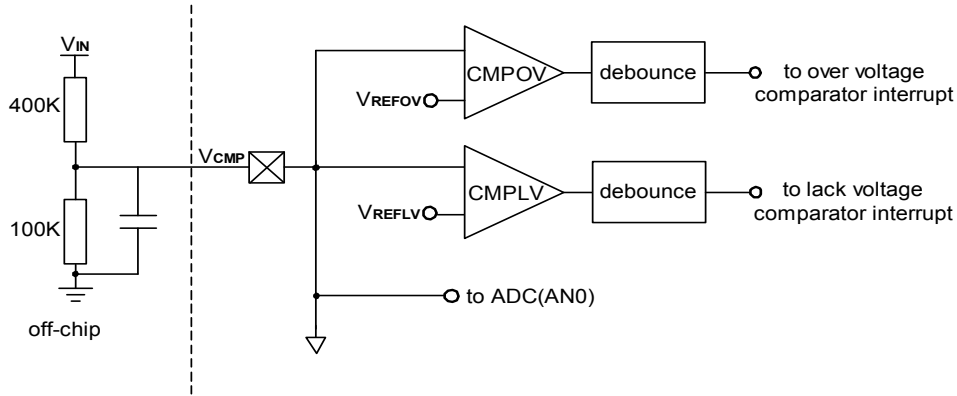 VIN
400K
100K
off-chip
VCMP
CMPOV
VREFOV
debounce
to over voltage
comparator interrupt
CMPLV
VREFLV
debounce
to lack voltage
comparator interrupt
to ADC(AN0)